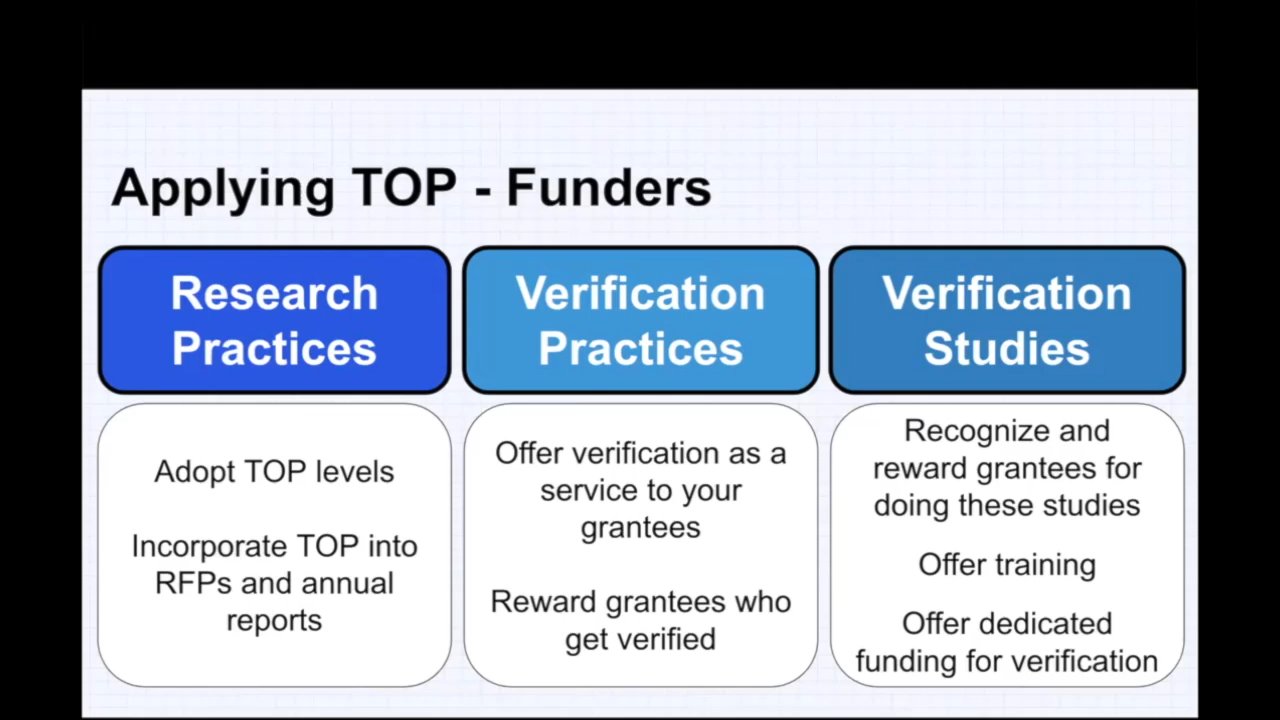 Applying TOP - Funders
Research
Practices
Verification
Practices
Verification
Studies
Adopt TOP levels
Incorporate TOP into
RFPs and annual
reports
Offer verification as a
service to your
grantees
Reward grantees who
get verified
Recognize and
reward grantees for
doing these studies
Offer training
Offer dedicated
funding for verification